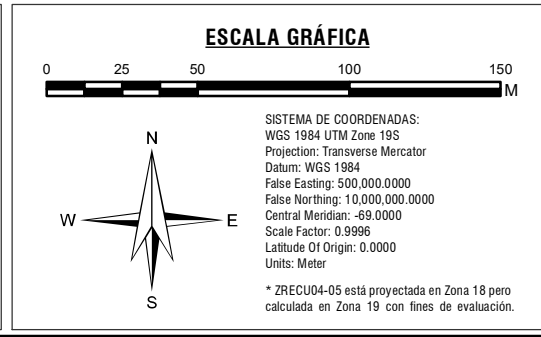 ESCALA GRÁFICA
0 25 50 100 150
M
SISTEMA DE COORDENADAS:
WGS 1984 UTM Zone 19S
Projection: Transverse Mercator
Datum: WGS 1984
False Easting: 500,000.0000
False Northing: 10,000,000.0000
Central Meridian: -69.0000
Scale Factor: 0.9996
Latitude Of Origin: 0.0000
Units: Meter
* ZRECU04-05 está proyectada en Zona 18 pero
calculada en Zona 19 con fines de evaluación.
N
W E
S